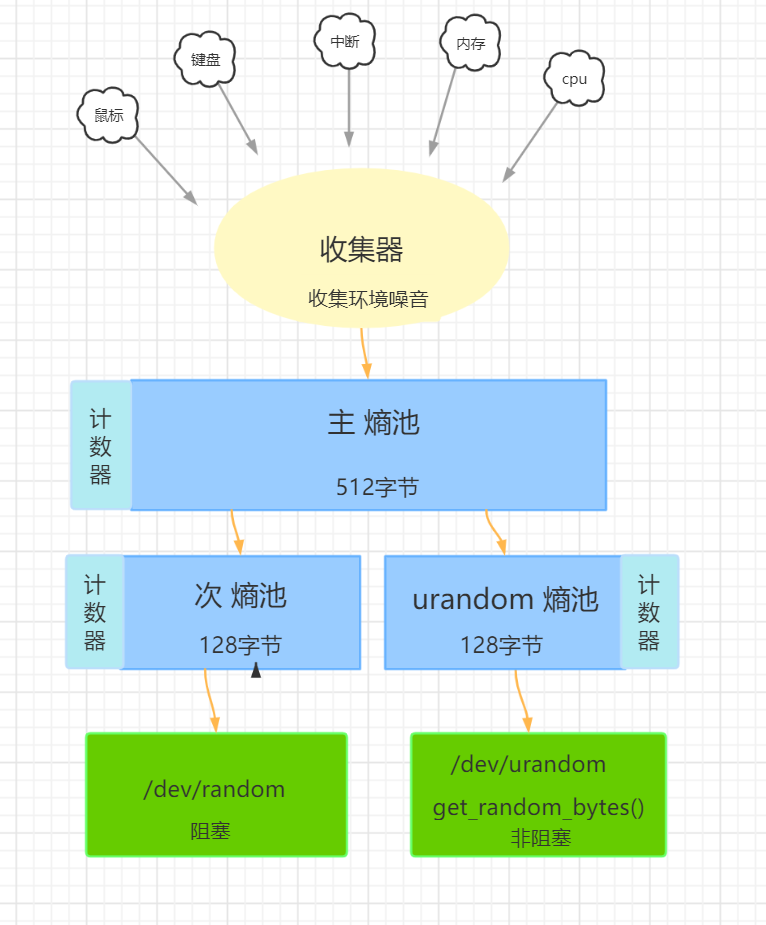 鼠标
键盘
中断
内存
cpu
收集器
收集环境噪音
计
数
器
主 熵池
512字节
计
数
器
次 熵池
128字节
urandom 熵池
128字节
计
数
器
/dev/random
阻塞
/dev/urandom
get_random_bytes()
非阻塞